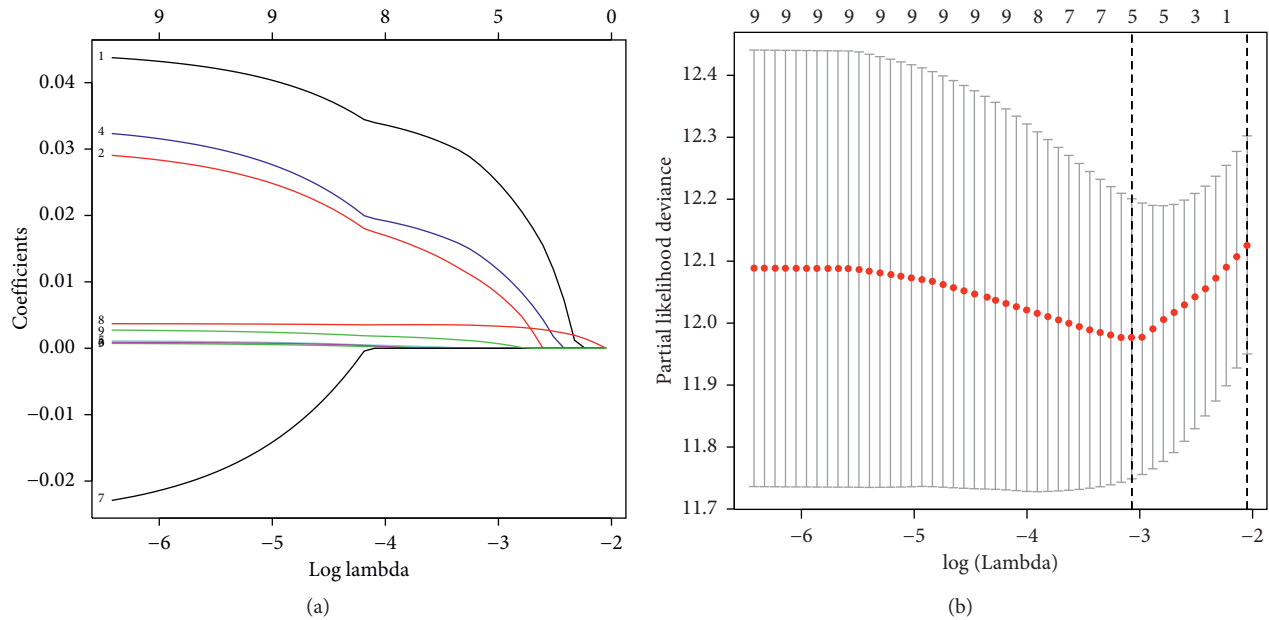 9 9 8 5 0
0.04
0.03
0.02
0.01
0.00
−0.01
−0.02
Coefficients
1
4
2
8
9
7
−6 −5 −4 −3 −2
Log lambda
(a)
9 9 9 9 9 9 9 9 9 8 7 7 5 5 3 1
12.4
12.3
12.2
12.1
12.0
11.9
11.8
11.7
Partial likelihood deviance
−6 −5 −4 −3 −2
log (Lambda)
(b)